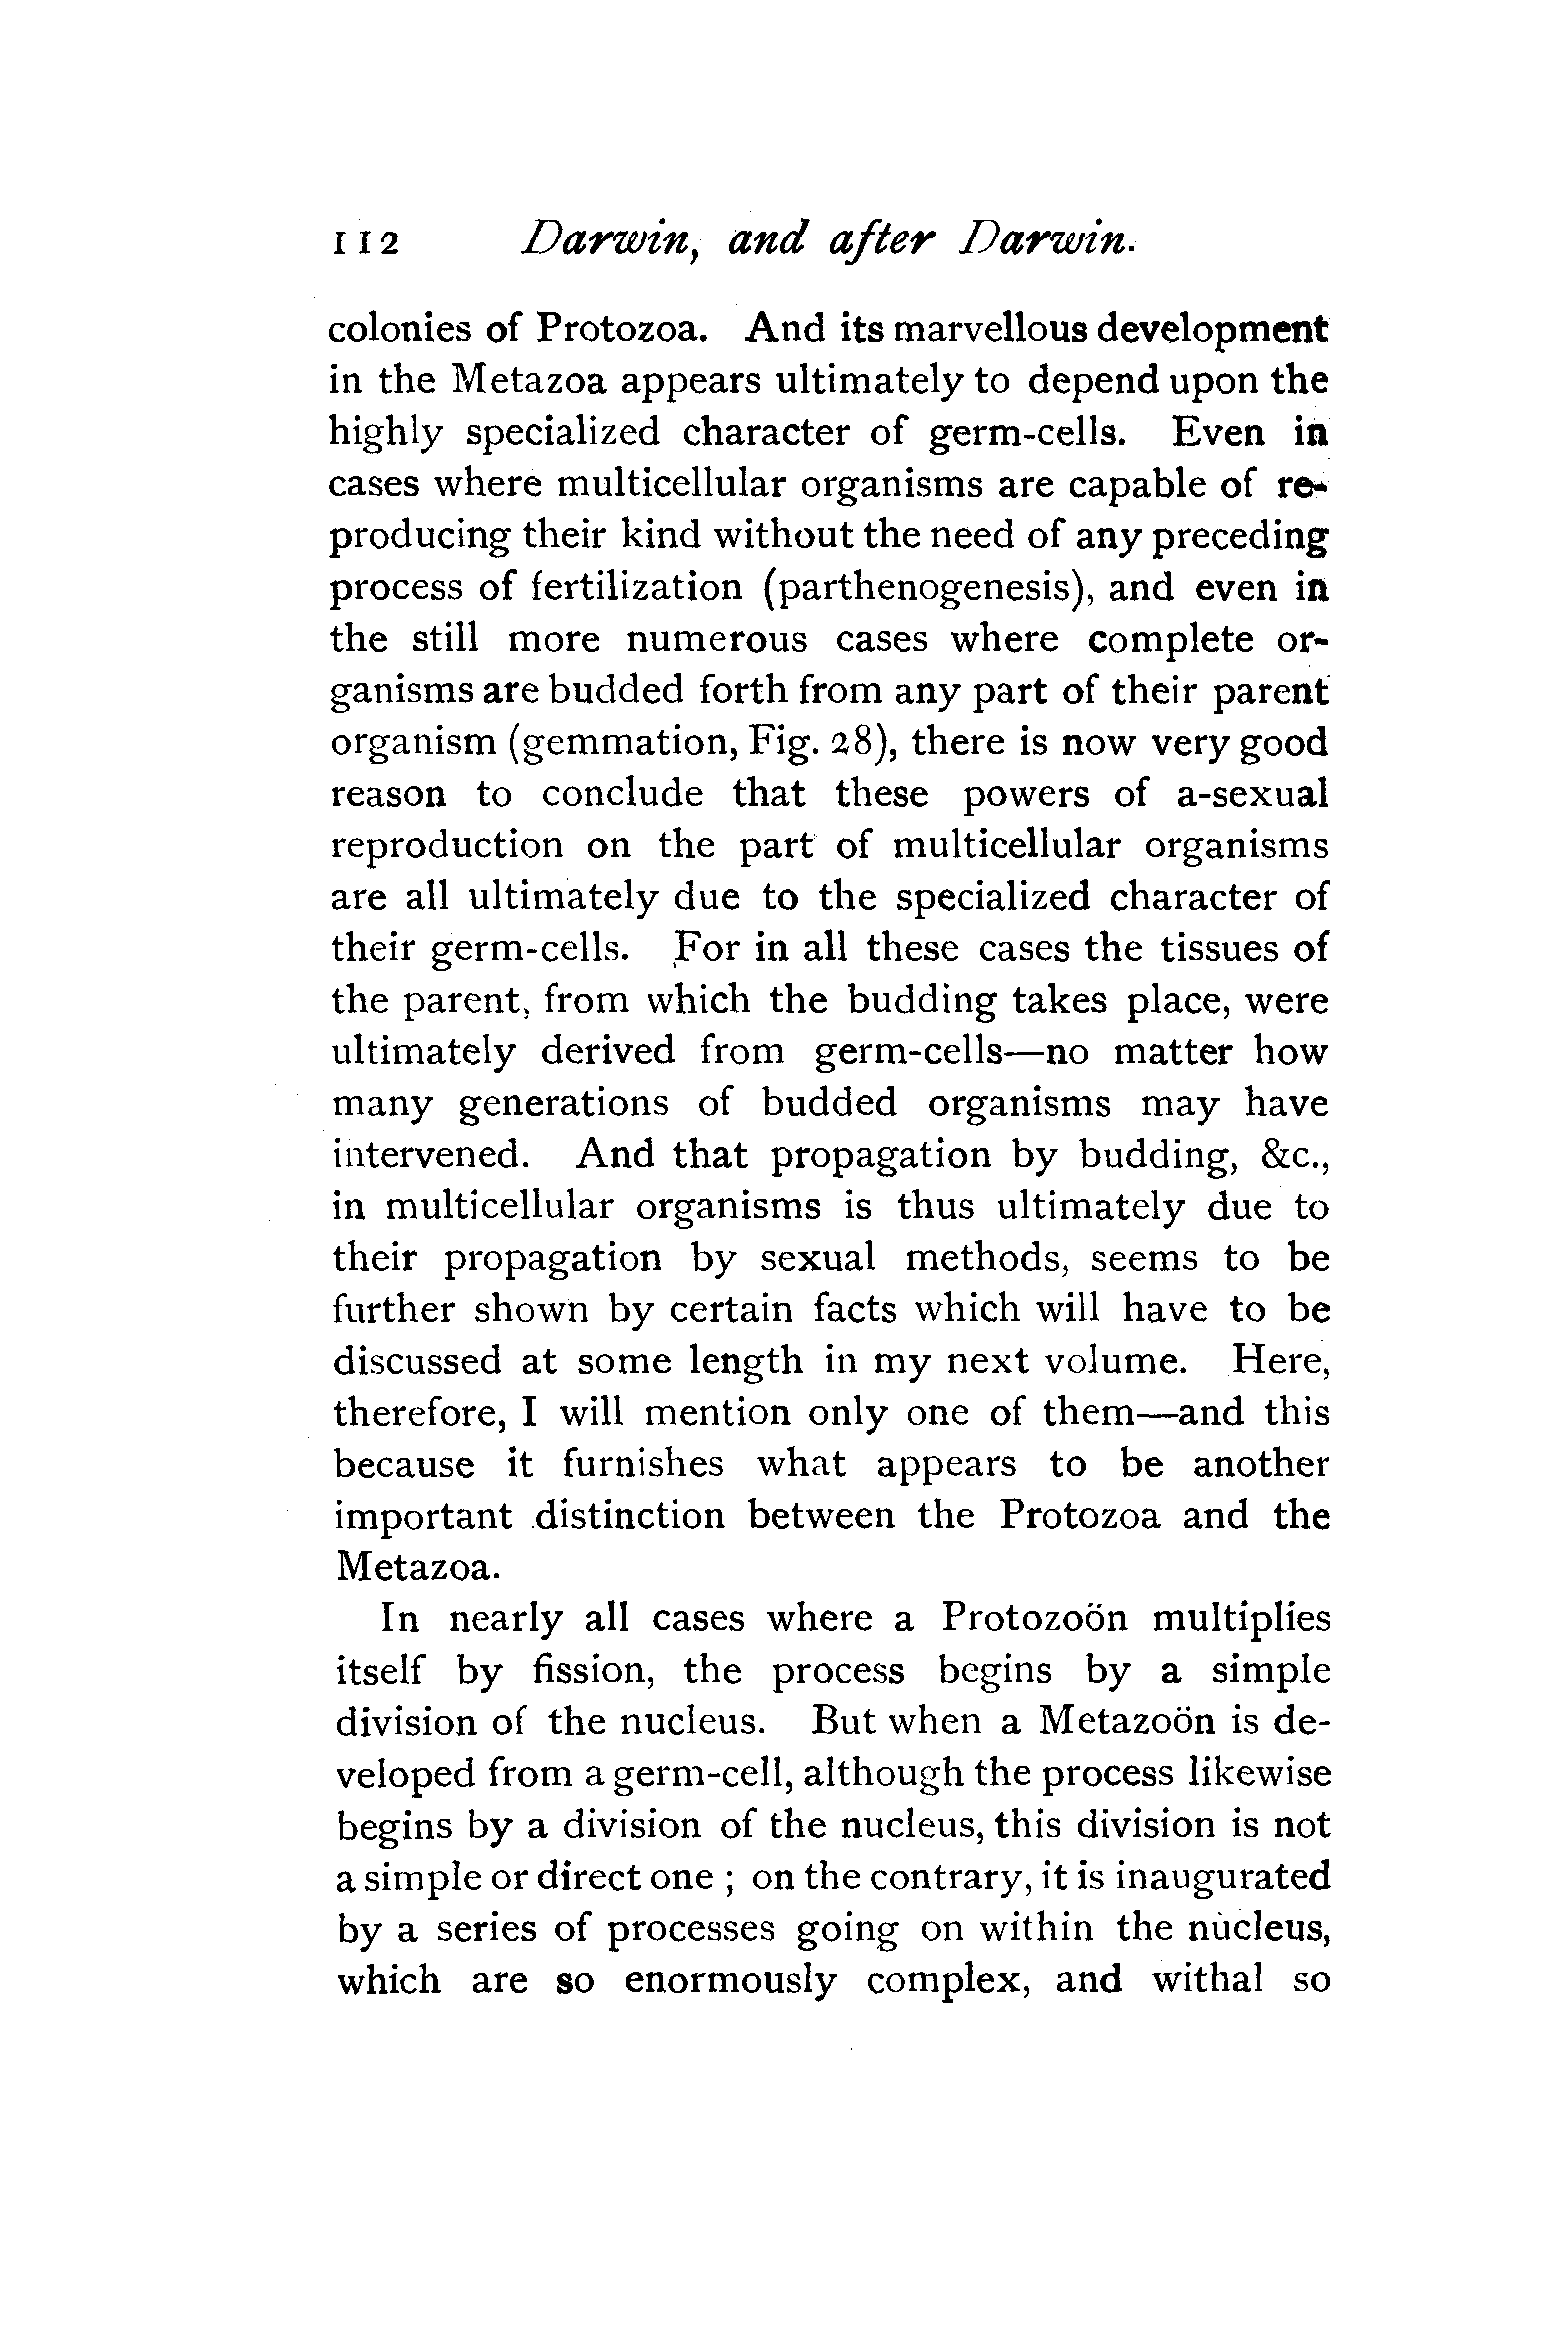 112 Darwin, and after Darwin.
colonies of Protozoa. And its marvellous development
in the Metazoa appears ultimately to depend upon the
highly specialized character of germ-cells. Even in
cases where multicellular organisms are capable of re-
producing their kind without the need of any preceding
process of fertilization (parthenogenesis), and even in
the still more numerous cases where complete or-
ganisms are budded forth from any part of their parent
organism (gemmation, Fig. 28), there is now very good
reason to conclude that these powers of a-sexual
reproduction on the part of multicellular organisms
are all ultimately due to the specialized character of
their germ-cells. For in all these cases the tissues of
the parent, from which the budding takes place, were
ultimately derived from germ-cells—no matter how
many generations of budded organisms may have
intervened. And that propagation by budding, &c.,
in multicellular organisms is thus ultimately due to
their propagation by sexual methods, seems to be
further shown by certain facts which will have to be
discussed at some length in my next volume. Here,
therefore, I will mention only one of them—and this
because it furnishes what appears to be another
important distinction between the Protozoa and the
Metazoa.
In nearly all cases where a Protozoön multiplies
itself by fission, the process begins by a simple
division of the nucleus. But when a Metazoön is de-
veloped from a germ-cell, although the process likewise
begins by a division of the nucleus, this division is not
a simple or direct one ; on the contrary, it is inaugurated
by a series of processes going on within the nucleus,
which are so enormously complex, and withal so